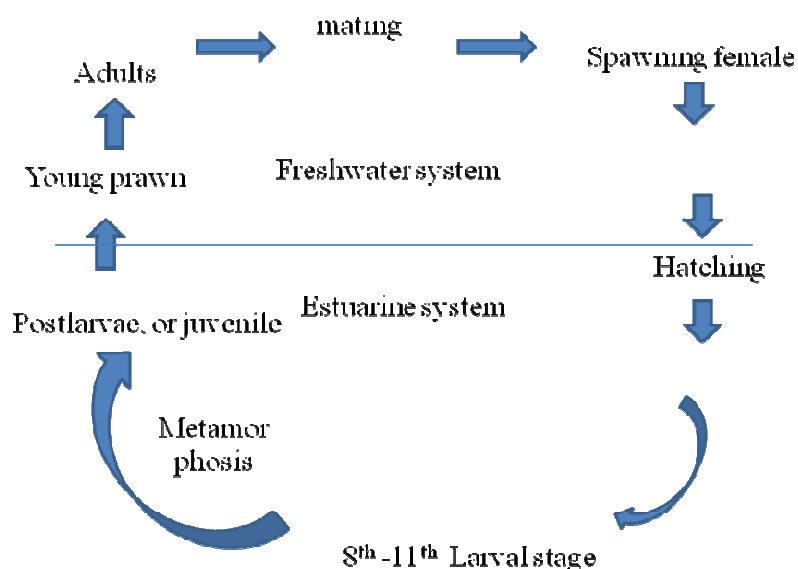 mating
Adults
Spawning female
Young prawn
Freshwater system
Hatching
Estuarine system
Postlarvae, or juvenile
Metamor
phosis
8th -11th Larval stage